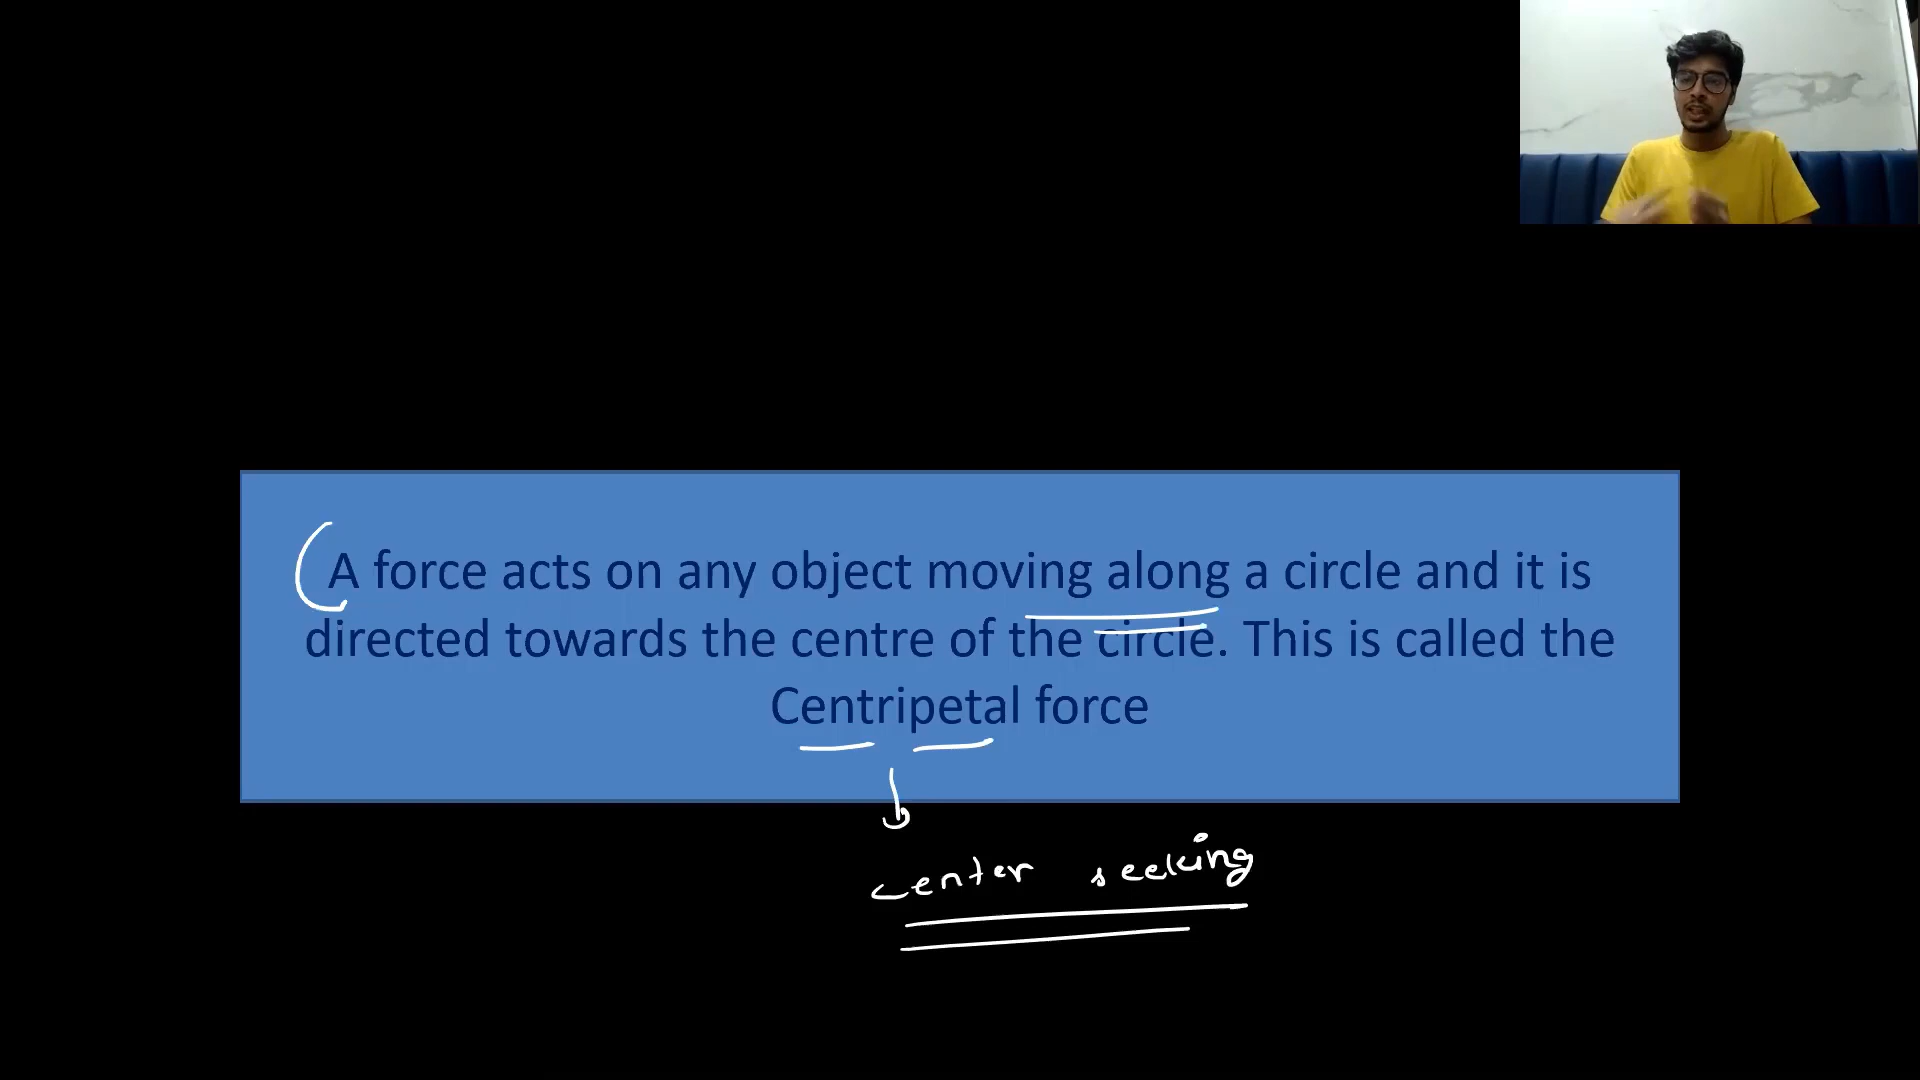 A force acts on any object moving along a circle and it is
directed towards the centre of the circle. This is called the
Centripetal force
center seeking